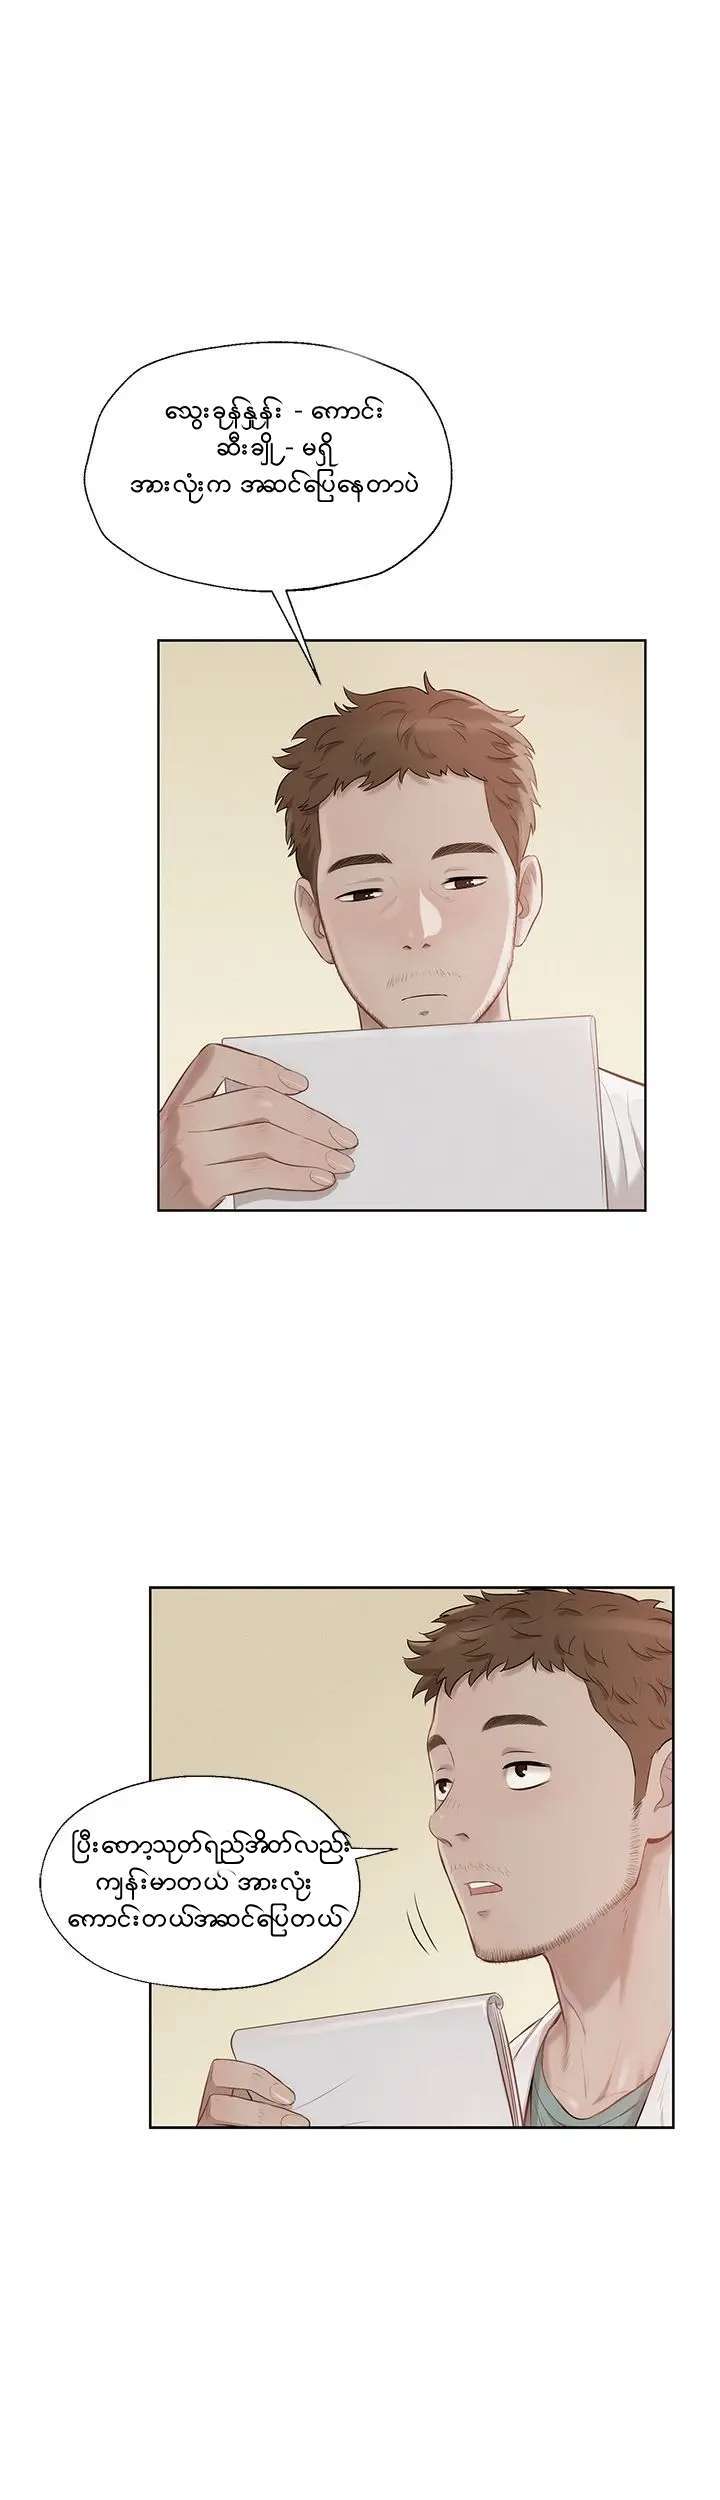 သွေးခုန်နှုန်း - ကောင်း
ဆီးချို - မရှိ
အားလုံးက အဆင်ပြေနေတာပဲ
ပြီးတော့သုတ်ရည်အိတ်လည်း
ကျန်းမာတယ် အားလုံး
ကောင်းတယ်အဆင်ပြေတယ်